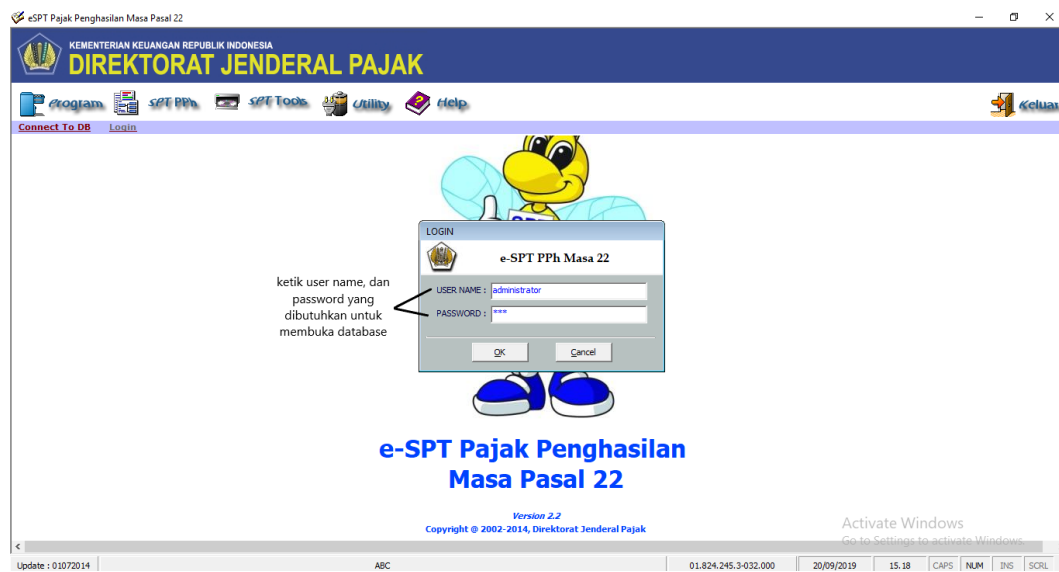 eSPT Pajak Penghasilan Masa Pasal 22
KEMENTERIAN KEUANGAN REPUBLIK INDONESIA
DIREKTORAT JENDERAL PAJAK
Program SPT PPh SPT Tools Utility Help Keluar
Connect To DB Login
LOGIN
e-SPT PPh Masa 22
ketik user name, dan
password yang
dibutuhkan untuk
membuka database
USER NAME : administrator
PASSWORD : ***
OK Cancel
e-SPT Pajak Penghasilan
Masa Pasal 22
Version 2.2
Copyright @ 2002-2014, Direktorat Jenderal Pajak
Activate Windows
Go to Settings to activate Windows.
Update : 01072014 ABC 01.824.245.3-032.000 20/09/2019 15.18 CAPS NUM INS SCRL